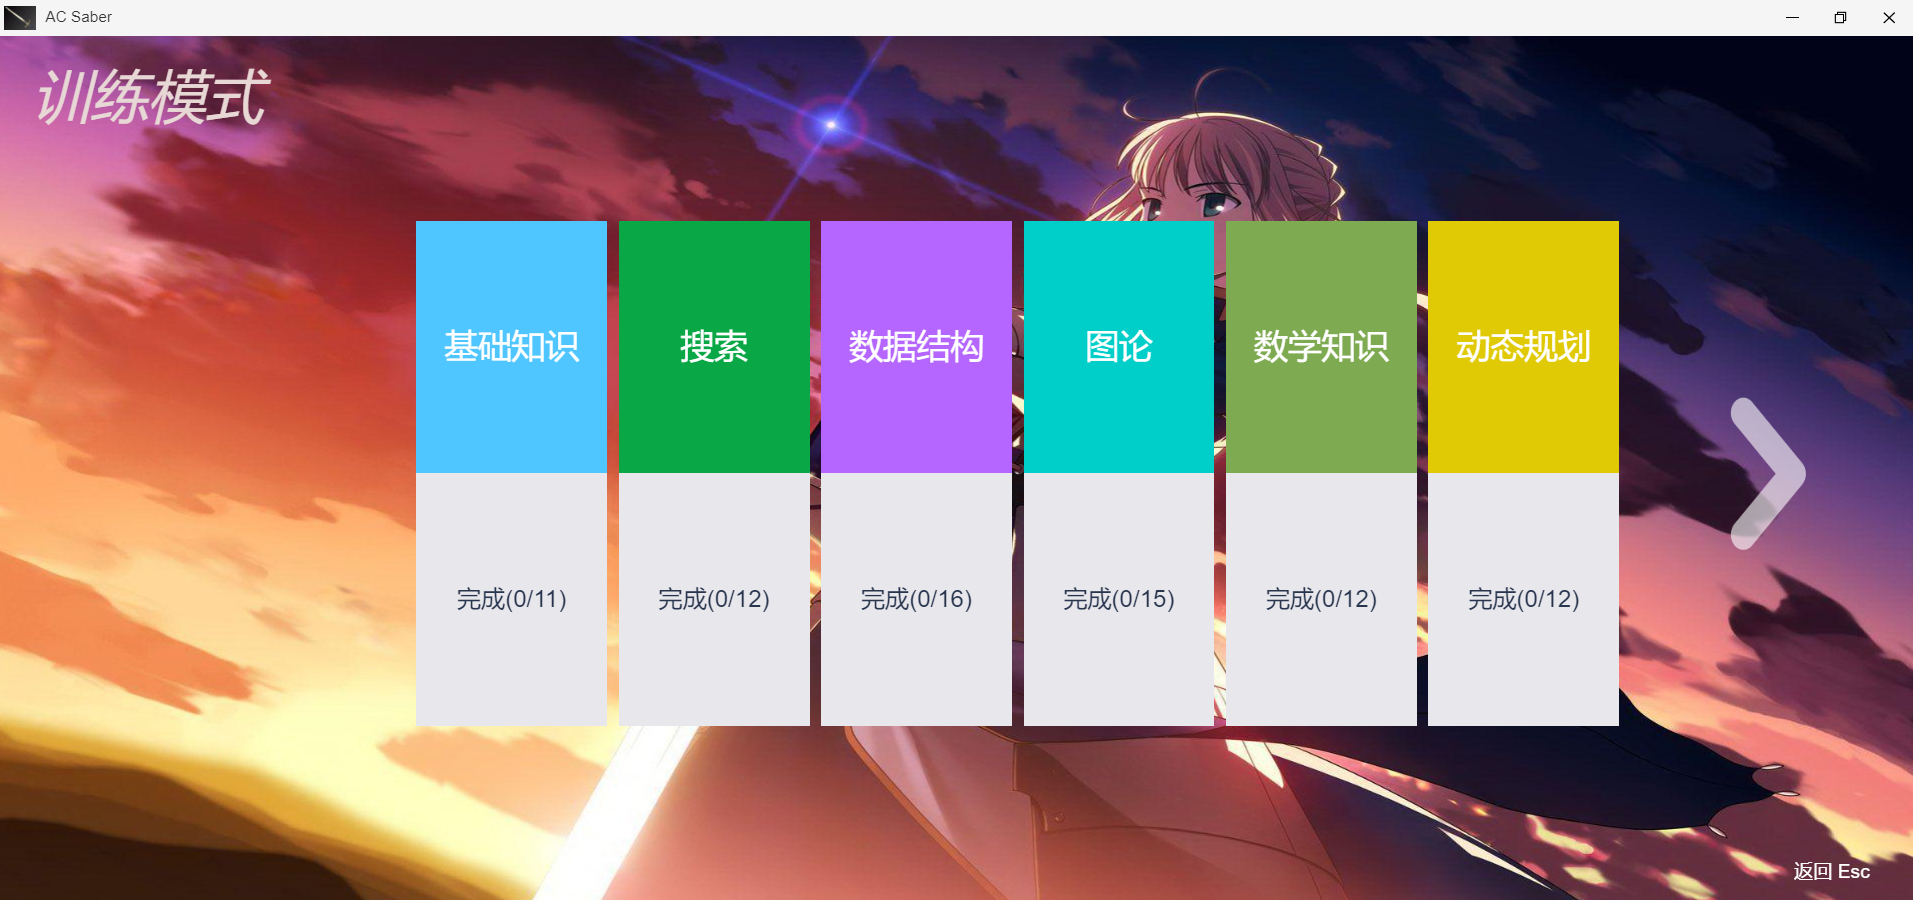 AC Saber
训练模式
基础知识
搜索
数据结构
图论
数学知识
动态规划
完成(0/11)
完成(0/12)
完成(0/16)
完成(0/15)
完成(0/12)
完成(0/12)
返回 Esc